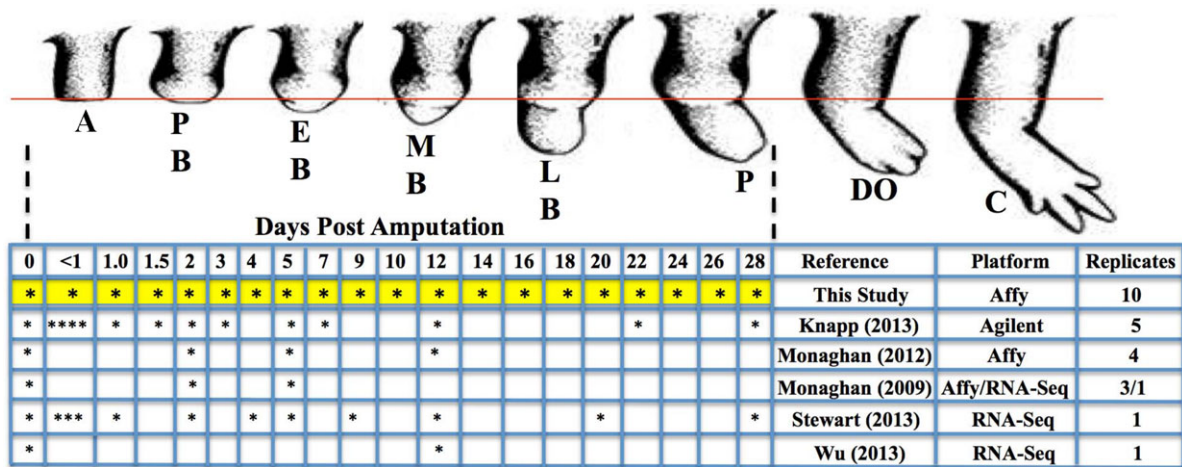 A
P
B
E
B
M
B
L
B
P
DO
C
Days Post Amputation
0 <1 1.0 1.5 2 3 4 5 7 9 10 12 14 16 18 20 22 24 26 28 Reference Platform Replicates
* * * * * * * * * * * * * * * * * * * * This Study Affy 10
* **** * * * * * * * * * Knapp (2013) Agilent 5
* * * * Monaghan (2012) Affy 4
* * * Monaghan (2009) Affy/RNA-Seq 3/1
* *** * * * * * * * * Stewart (2013) RNA-Seq 1
* * Wu (2013) RNA-Seq 1